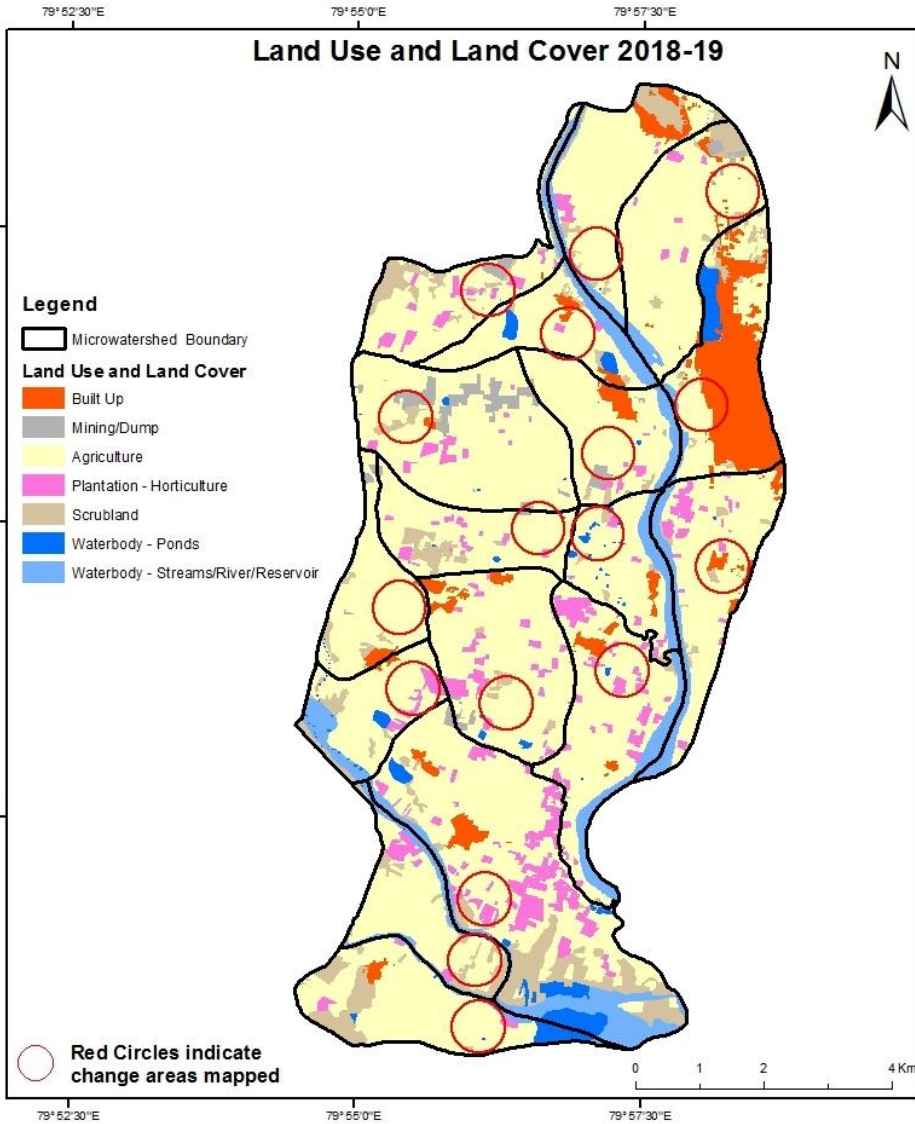 79°52'30"E 79°55'0"E 79°57'30"E
Land Use and Land Cover 2018-19
N
Legend
Microwatershed Boundary
Land Use and Land Cover
Built Up
Mining/Dump
Agriculture
Plantation - Horticulture
Scrubland
Waterbody - Ponds
Waterbody - Streams/River/Reservoir
Red Circles indicate
change areas mapped
0 1 2 4 Km
79°52'30"E 79°55'0"E 79°57'30"E